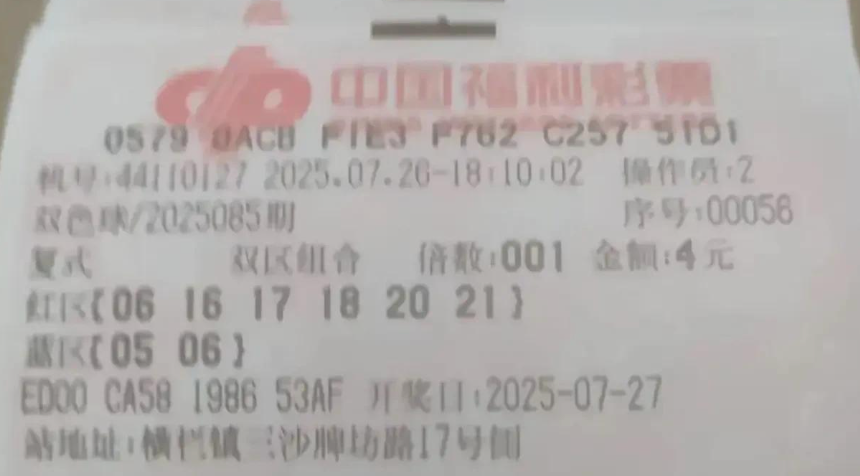 中国福利彩票
0579 0ACB F1E3 F762 C257 51D1
机号:44110127 2025.07.26-18:10:02 操作员:2
双色球/2025085期 序号:00058
复式 双区组合 倍数:001 金额:4元
红区{06 16 17 18 20 21}
蓝区{05 06}
ED00 CA58 1986 53AF 开奖日:2025-07-27
站地址:横栏镇三沙牌坊路17号